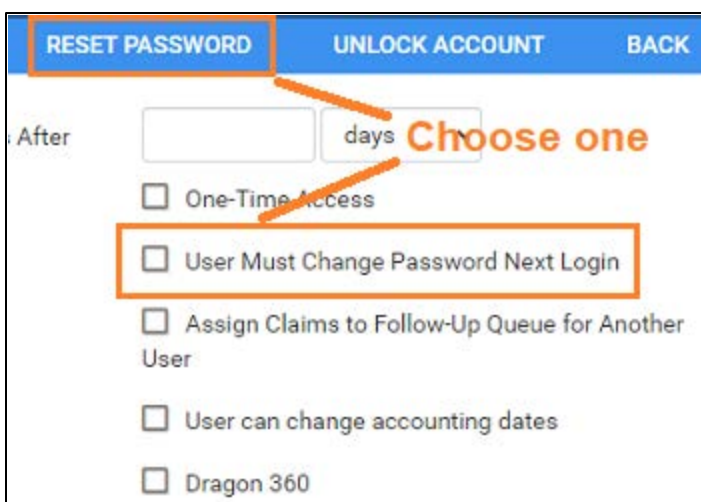 RESET PASSWORD UNLOCK ACCOUNT BACK
After days Choose one
One-Time Access
User Must Change Password Next Login
Assign Claims to Follow-Up Queue for Another
User
User can change accounting dates
Dragon 360